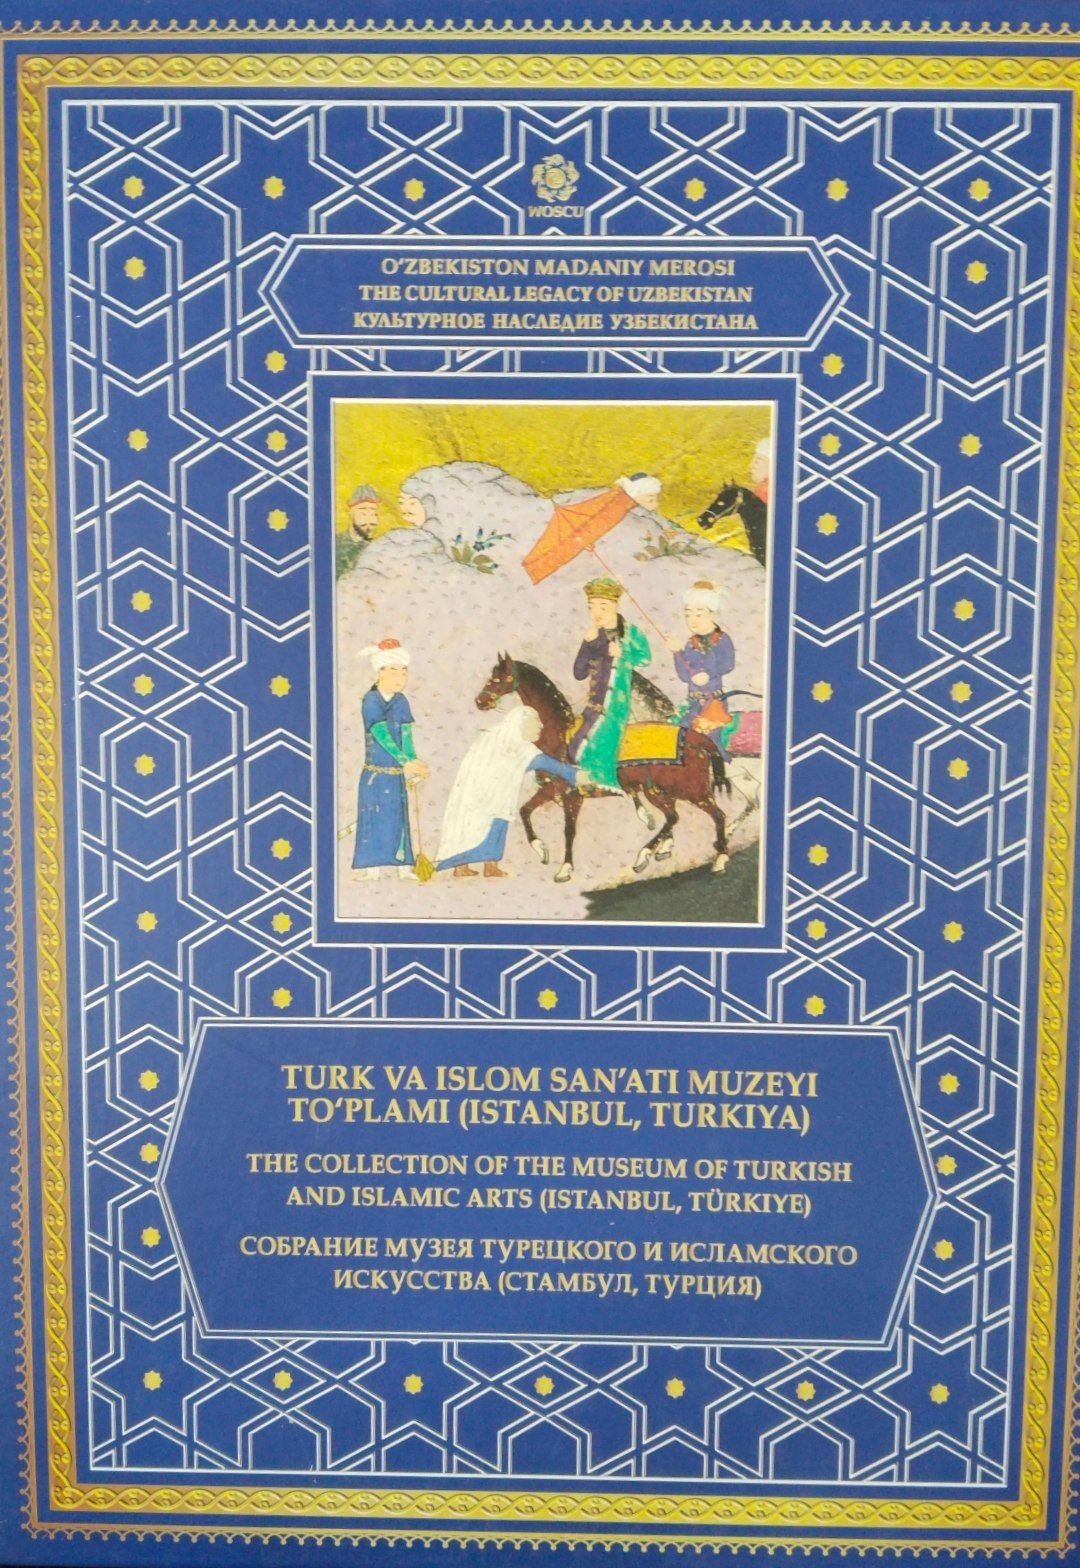 WOSCU
O‘ZBEKISTON MADANIY MEROSI
THE CULTURAL LEGACY OF UZBEKISTAN
КУЛЬТУРНОЕ НАСЛЕДИЕ УЗБЕКИСТАНА
TURK VA ISLOM SAN’ATI MUZEYI
TO‘PLAMI (ISTANBUL, TURKIYA)
THE COLLECTION OF THE MUSEUM OF TURKISH
AND ISLAMIC ARTS (ISTANBUL, TÜRKIYE)
СОБРАНИЕ МУЗЕЯ ТУРЕЦКОГО И ИСЛАМСКОГО
ИСКУССТВА (СТАМБУЛ, ТУРЦИЯ)